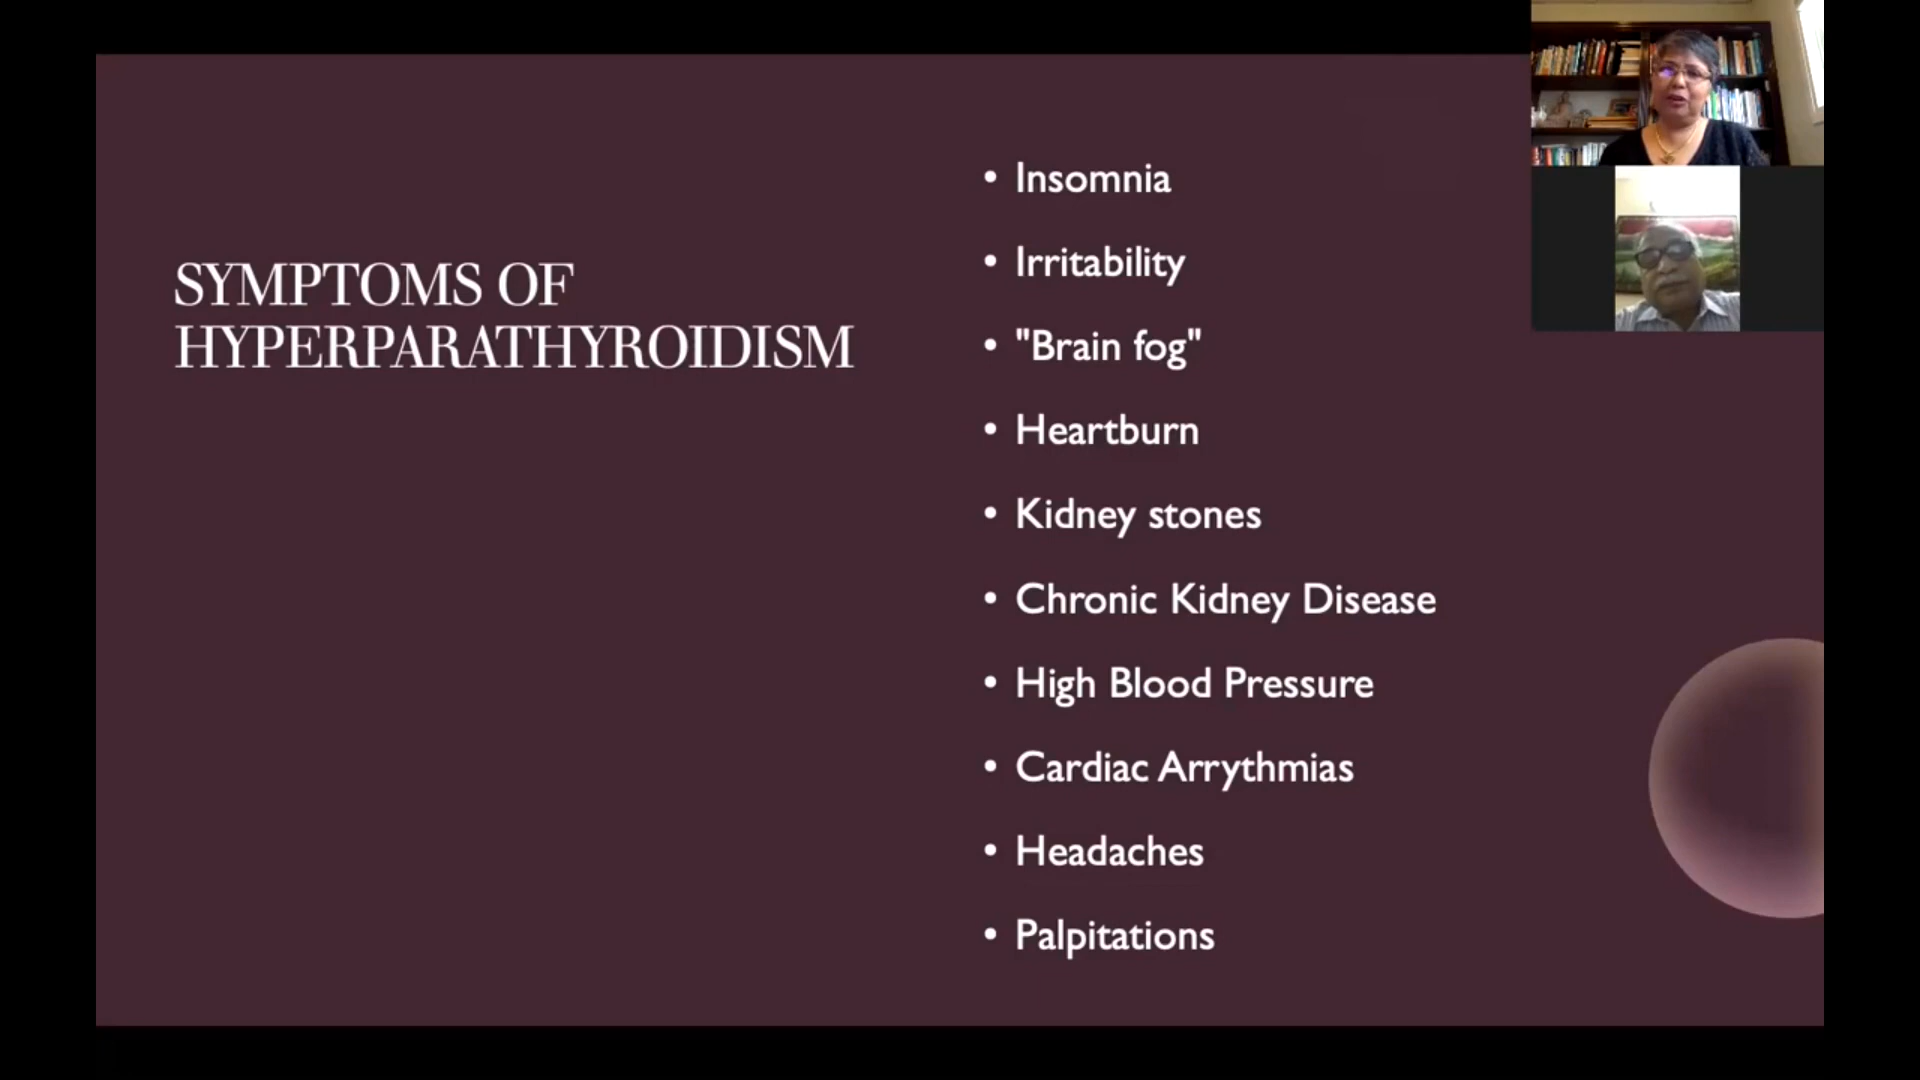 SYMPTOMS OF
HYPERPARATHYROIDISM
• Insomnia
• Irritability
• "Brain fog"
• Heartburn
• Kidney stones
• Chronic Kidney Disease
• High Blood Pressure
• Cardiac Arrythmias
• Headaches
• Palpitations